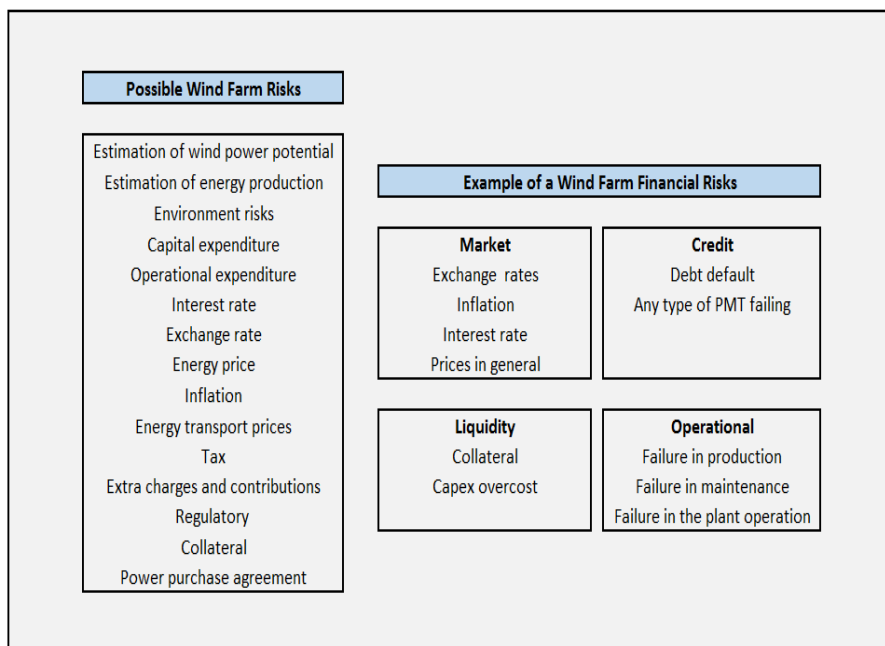 Possible Wind Farm Risks
Estimation of wind power potential
Estimation of energy production
Environment risks
Capital expenditure
Operational expenditure
Interest rate
Exchange rate
Energy price
Inflation
Energy transport prices
Tax
Extra charges and contributions
Regulatory
Collateral
Power purchase agreement
Example of a Wind Farm Financial Risks
Market
Exchange rates
Inflation
Interest rate
Prices in general
Credit
Debt default
Any type of PMT failing
Liquidity
Collateral
Capex overcost
Operational
Failure in production
Failure in maintenance
Failure in the plant operation